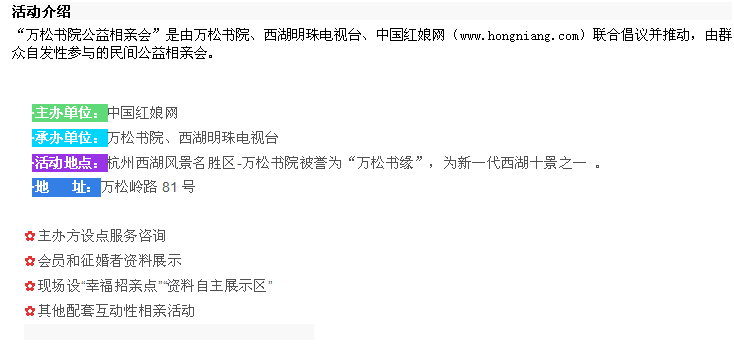 活动介绍
“万松书院公益相亲会”是由万松书院、西湖明珠电视台、中国红娘网（www.hongniang.com）联合倡议并推动，由群
众自发性参与的民间公益相亲会。
·主办单位：中国红娘网
·承办单位：万松书院、西湖明珠电视台
·活动地点：杭州西湖风景名胜区-万松书院被誉为“万松书缘”，为新一代西湖十景之一 。
·地　　址：万松岭路 81 号
✿ 主办方设点服务咨询
✿ 会员和征婚者资料展示
✿ 现场设“幸福招亲点”“资料自主展示区”
✿ 其他配套互动性相亲活动